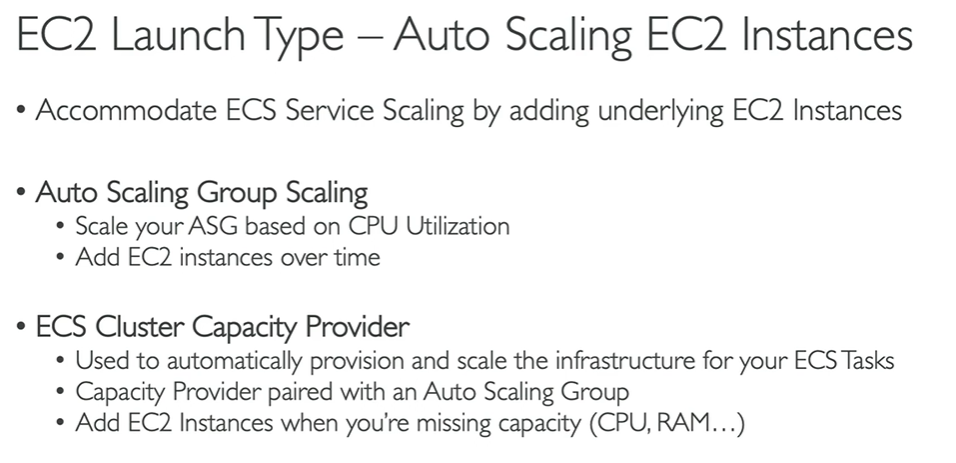 EC2 Launch Type – Auto Scaling EC2 Instances
• Accommodate ECS Service Scaling by adding underlying EC2 Instances
• Auto Scaling Group Scaling
• Scale your ASG based on CPU Utilization
• Add EC2 instances over time
• ECS Cluster Capacity Provider
• Used to automatically provision and scale the infrastructure for your ECS Tasks
• Capacity Provider paired with an Auto Scaling Group
• Add EC2 Instances when you're missing capacity (CPU, RAM…)